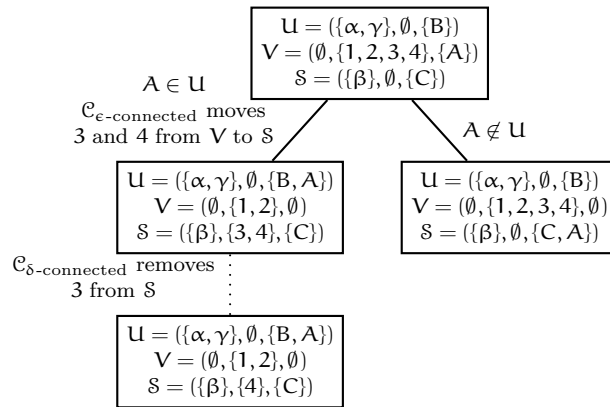 U = ({α, γ}, ∅, {B})
V = (∅, {1, 2, 3, 4}, {A})
S = ({β}, ∅, {C})
A ∈ U
C_ϵ-connected moves
3 and 4 from V to S
A ∉ U
U = ({α, γ}, ∅, {B, A})
V = (∅, {1, 2}, ∅)
S = ({β}, {3, 4}, {C})
U = ({α, γ}, ∅, {B})
V = (∅, {1, 2, 3, 4}, ∅)
S = ({β}, ∅, {C, A})
C_δ-connected removes
3 from S
U = ({α, γ}, ∅, {B, A})
V = (∅, {1, 2}, ∅)
S = ({β}, {4}, {C})